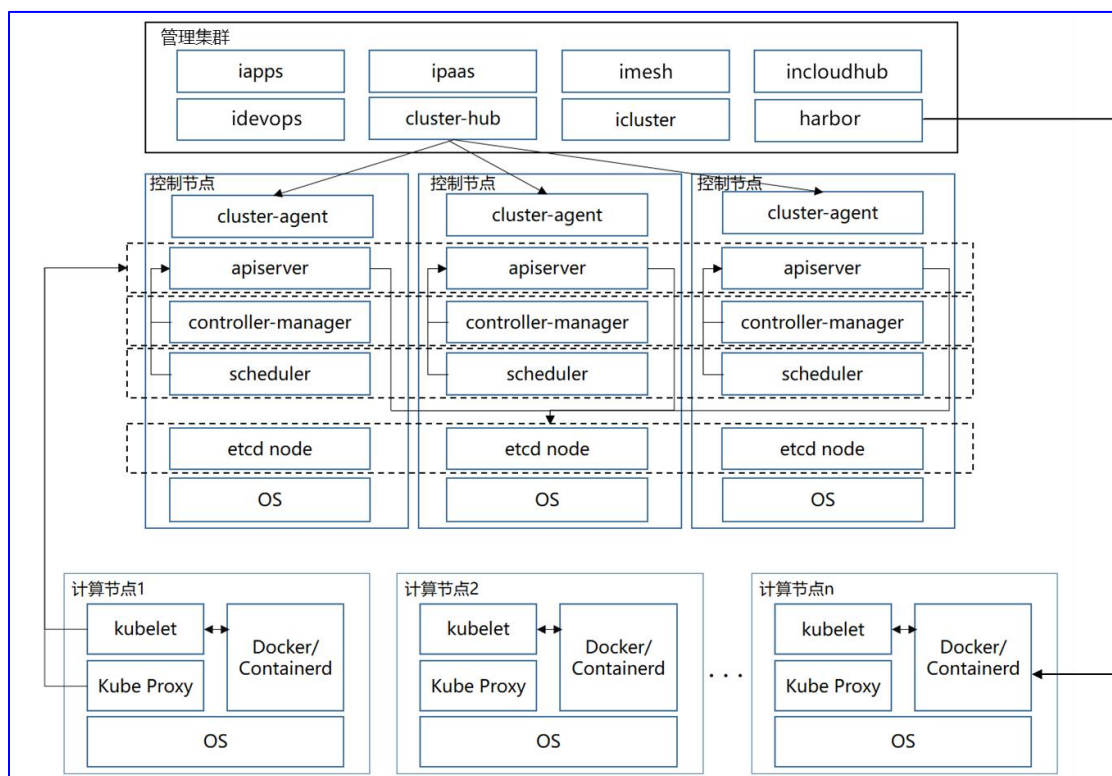 管理集群
iapps
ipaas
imesh
incloudhub
idevops
cluster-hub
icluster
harbor
控制节点
控制节点
控制节点
cluster-agent
cluster-agent
cluster-agent
apiserver
apiserver
apiserver
controller-manager
controller-manager
controller-manager
scheduler
scheduler
scheduler
etcd node
etcd node
etcd node
OS
OS
OS
计算节点1
计算节点2
计算节点n
kubelet
Docker/
Containerd
Kube Proxy
OS
kubelet
Docker/
Containerd
Kube Proxy
OS
...
kubelet
Docker/
Containerd
Kube Proxy
OS